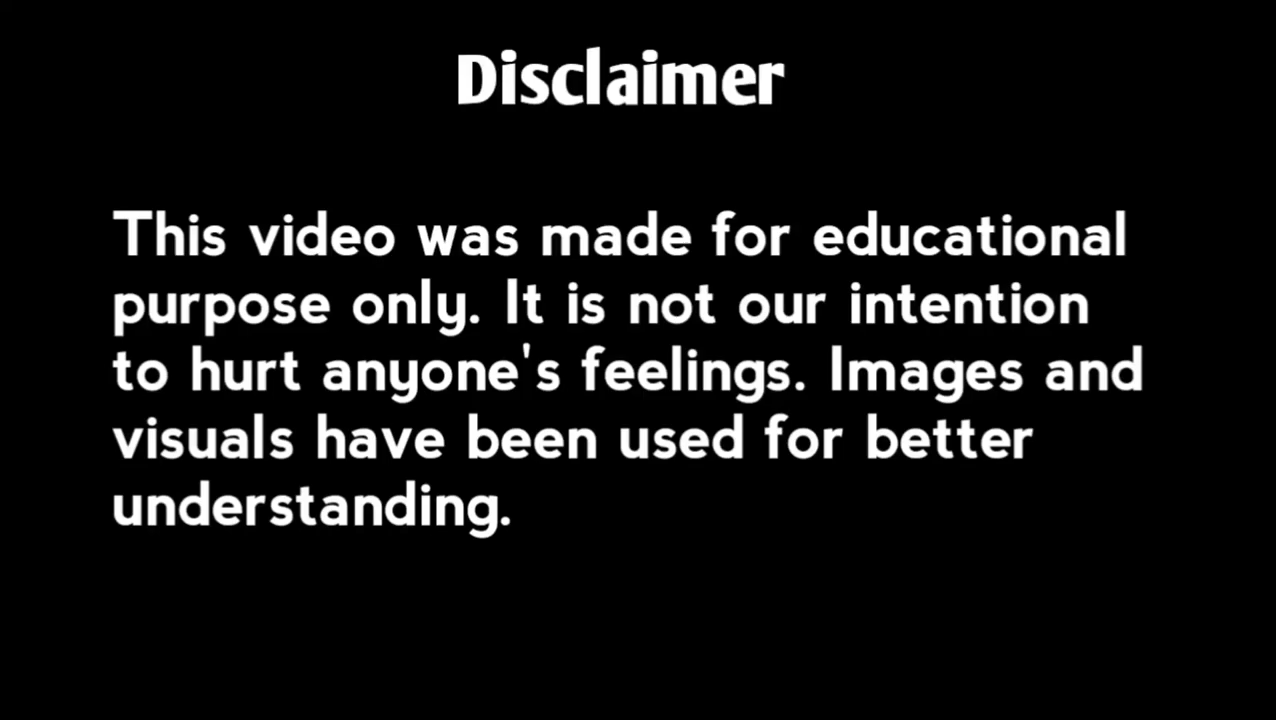 Disclaimer
This video was made for educational
purpose only. It is not our intention
to hurt anyone's feelings. Images and
visuals have been used for better
understanding.